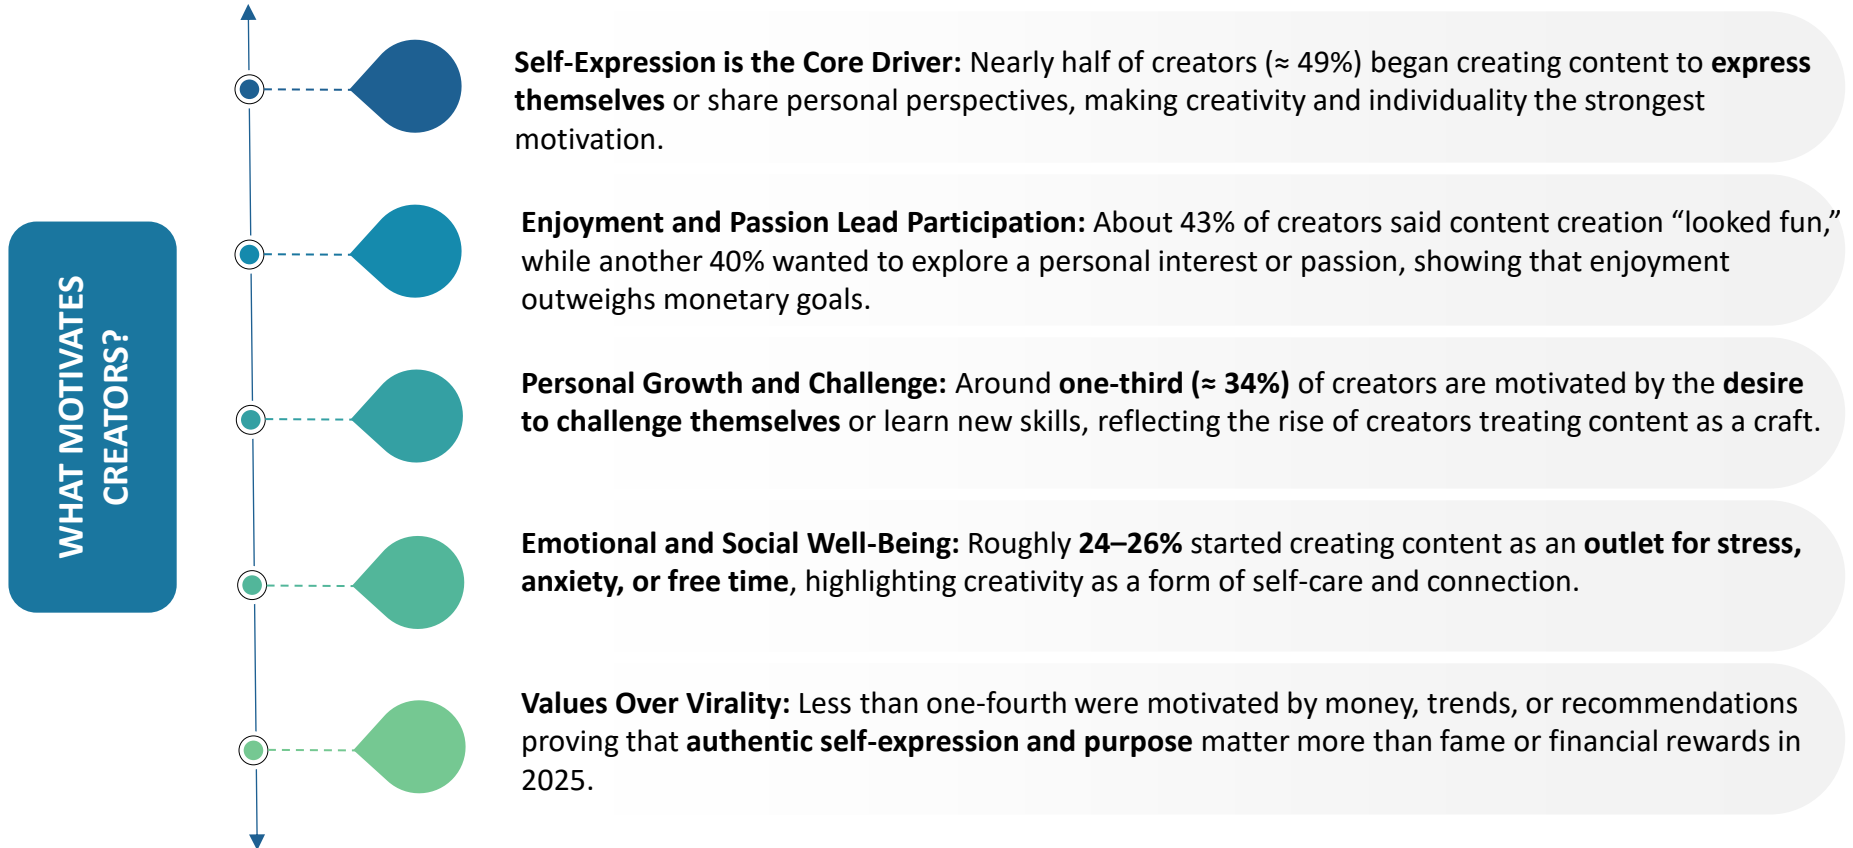 WHAT MOTIVATES
CREATORS?
Self-Expression is the Core Driver: Nearly half of creators (≈ 49%) began creating content to express
themselves or share personal perspectives, making creativity and individuality the strongest
motivation.
Enjoyment and Passion Lead Participation: About 43% of creators said content creation “looked fun,”
while another 40% wanted to explore a personal interest or passion, showing that enjoyment
outweighs monetary goals.
Personal Growth and Challenge: Around one-third (≈ 34%) of creators are motivated by the desire
to challenge themselves or learn new skills, reflecting the rise of creators treating content as a craft.
Emotional and Social Well-Being: Roughly 24–26% started creating content as an outlet for stress,
anxiety, or free time, highlighting creativity as a form of self-care and connection.
Values Over Virality: Less than one-fourth were motivated by money, trends, or recommendations
proving that authentic self-expression and purpose matter more than fame or financial rewards in
2025.